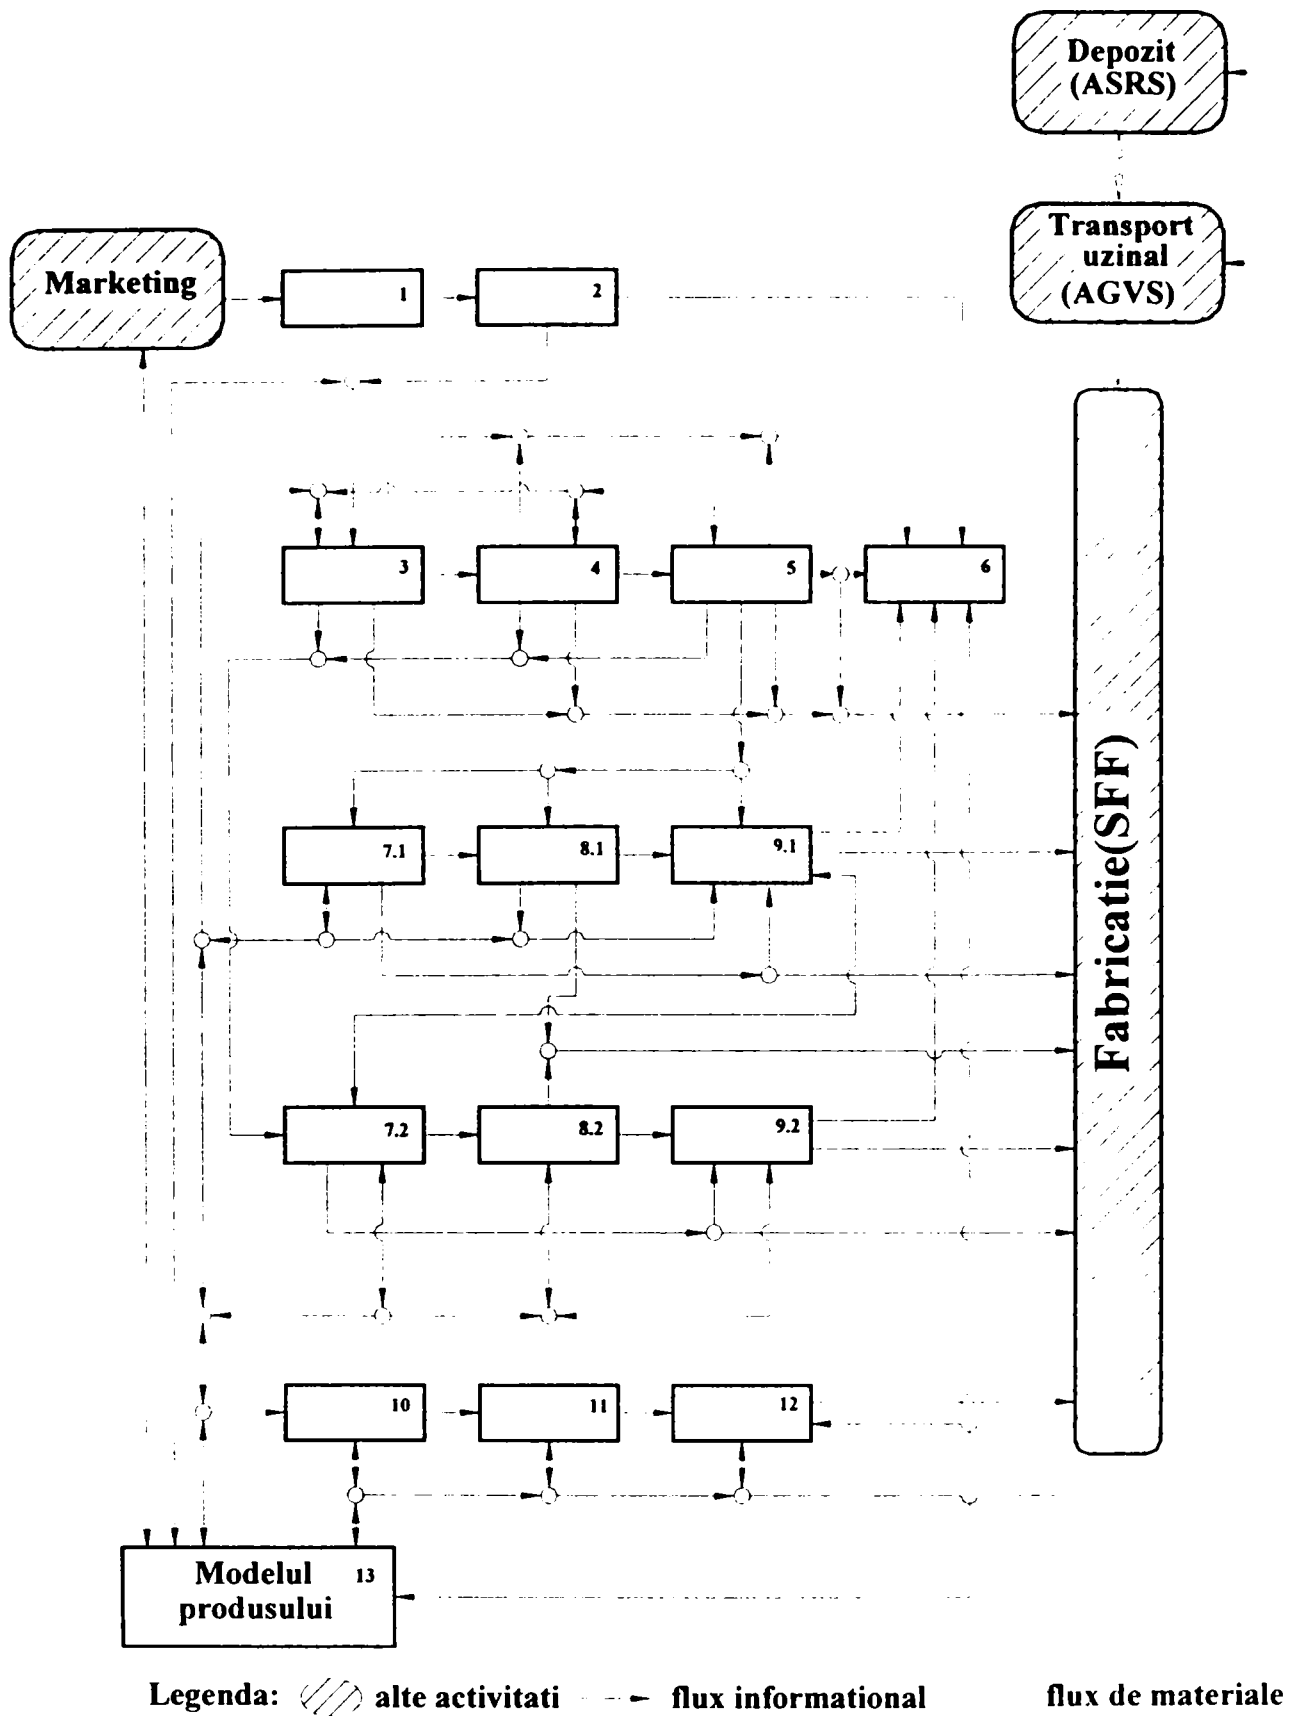 Depozit
(ASRS)
Transport
uzinal
(AGVS)
Marketing
1
2
3
4
5
6
Fabricatie(SFF)
7.1
8.1
9.1
7.2
8.2
9.2
10
11
12
Modelul
produsului
13
Legenda: alte activitati flux informational flux de materiale